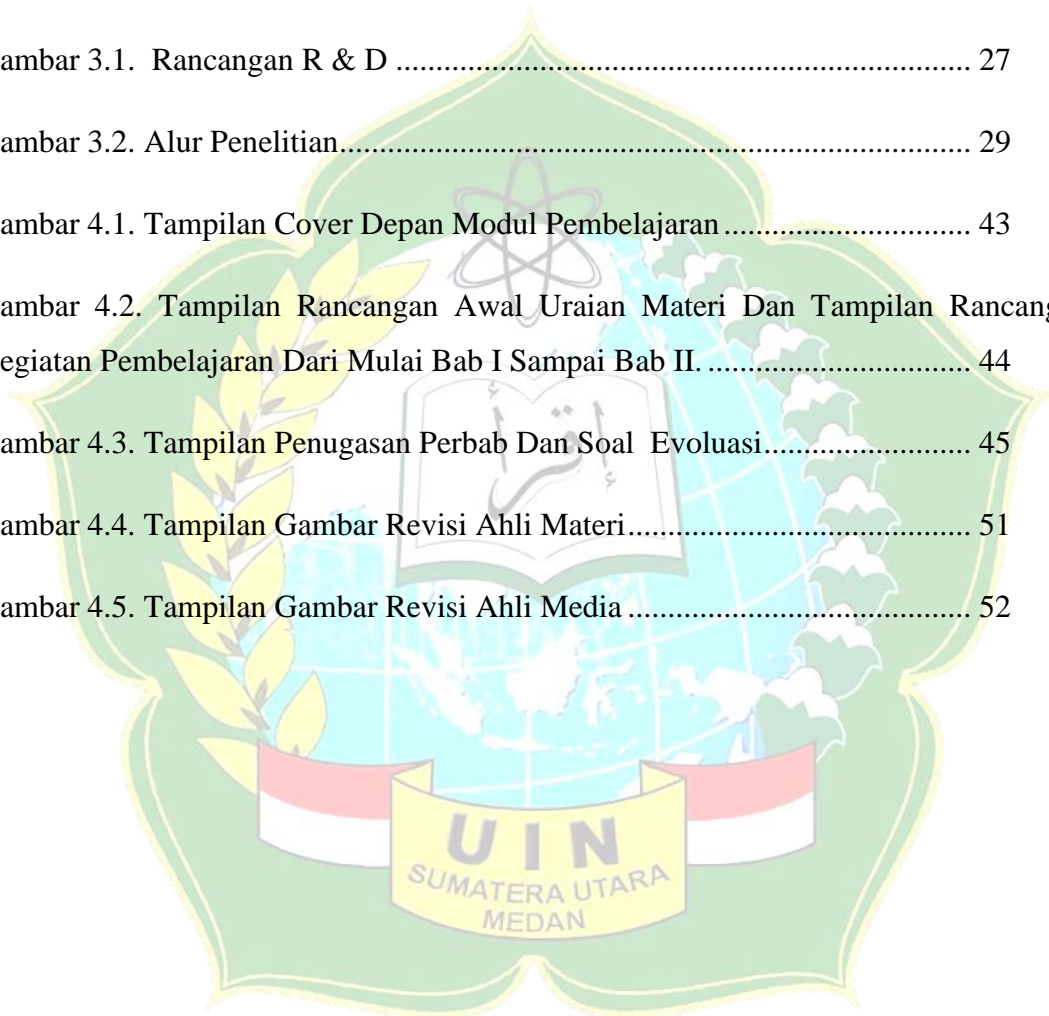 ambar 3.1. Rancangan R & D ........................................................................ 27
ambar 3.2. Alur Penelitian............................................................................... 29
ambar 4.1. Tampilan Cover Depan Modul Pembelajaran ............................... 43
ambar 4.2. Tampilan Rancangan Awal Uraian Materi Dan Tampilan Rancang
egiatan Pembelajaran Dari Mulai Bab I Sampai Bab II. ................................. 44
ambar 4.3. Tampilan Penugasan Perbab Dan Soal Evoluasi.......................... 45
ambar 4.4. Tampilan Gambar Revisi Ahli Materi........................................... 51
ambar 4.5. Tampilan Gambar Revisi Ahli Media ........................................... 52
إقرأ
UIN
SUMATERA UTARA
MEDAN